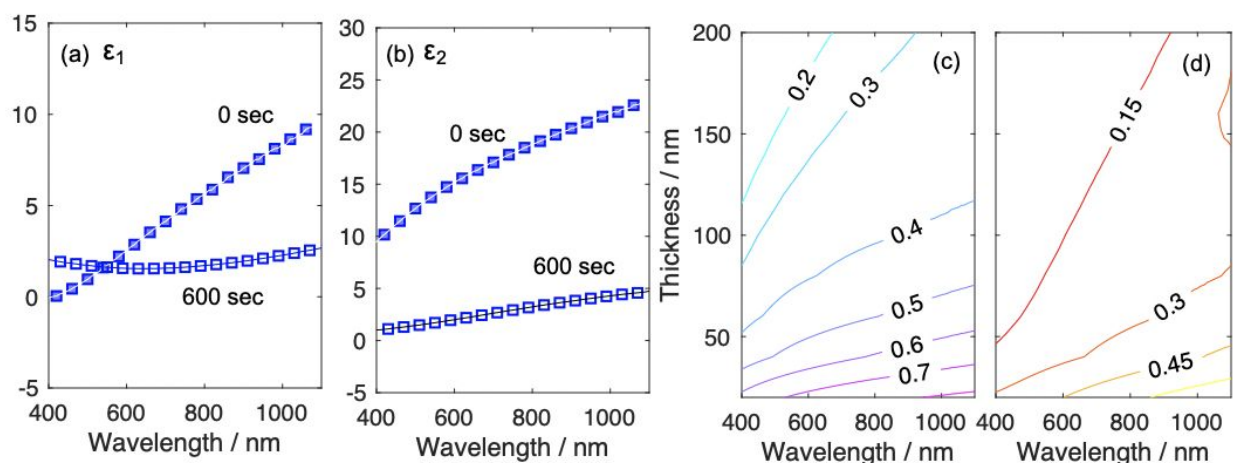 (a) ε1
15
10
5
0
-5
0 sec
600 sec
400 600 800 1000
Wavelength / nm
(b) ε2
30
25
20
15
10
5
0
-5
0 sec
600 sec
400 600 800 1000
Wavelength / nm
(c)
Thickness / nm
200
150
100
50
0.2
0.3
0.4
0.5
0.6
0.7
400 600 800 1000
Wavelength / nm
(d)
0.15
0.3
0.45
400 600 800 1000
Wavelength / nm